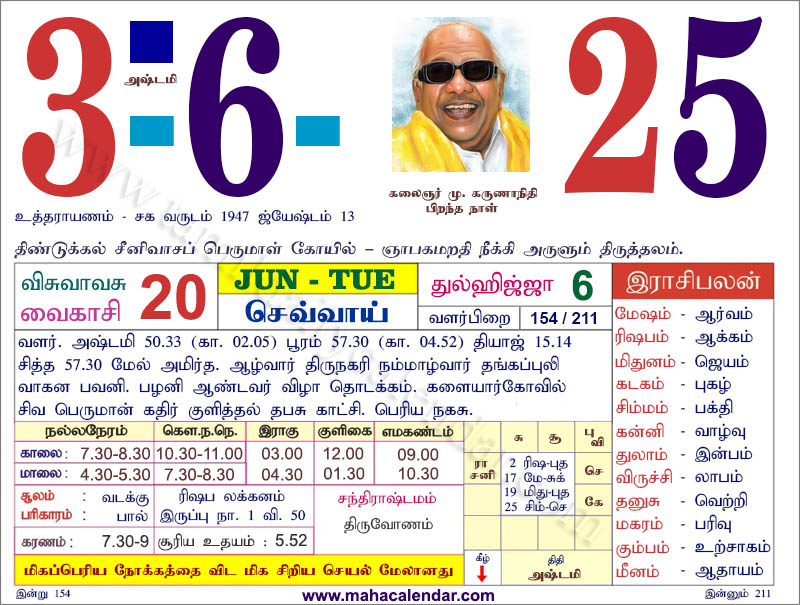 3 - 6 - 25
அஷ்டமி
கலைஞர் மு. கருணாநிதி
பிறந்த நாள்
உத்தராயணம் - சக வருடம் 1947 ஜ்யேஷ்டம் 13
திண்டுக்கல் சீனிவாசப் பெருமாள் கோயில் – ஞாபகமறதி நீக்கி அருளும் திருத்தலம்.
விசுவாவசு
வைகாசி 20
JUN - TUE
செவ்வாய்
துல்ஹிஜ்ஜா 6
வளர்பிறை 154 / 211
வளர். அஷ்டமி 50.33 (கா. 02.05) பூரம் 57.30 (கா. 04.52) தியாஜ் 15.14
சித்த 57.30 மேல் அமிர்த. ஆழ்வார் திருநகரி நம்மாழ்வார் தங்கப்புலி
வாகன பவனி. பழனி ஆண்டவர் விழா தொடக்கம். களையார்கோவில்
சிவ பெருமான் கதிர் குளித்தல் தபசு காட்சி. பெரிய நகசு.
இராசிபலன்
மேஷம் - ஆர்வம்
ரிஷபம் - ஆக்கம்
மிதுனம் - ஜெயம்
கடகம் - புகழ்
சிம்மம் - பக்தி
கன்னி - வாழ்வு
துலாம் - இன்பம்
விருச்சி - லாபம்
தனுசு - வெற்றி
மகரம் - பரிவு
கும்பம் - உற்சாகம்
மீனம் - ஆதாயம்
நல்லநேரம் கௌ.ந.நெ. இராகு குளிகை எமகண்டம்
காலை: 7.30-8.30 10.30-11.00 03.00 12.00 09.00
மாலை: 4.30-5.30 7.30-8.30 04.30 01.30 10.30
சூலம் : வடக்கு
பரிகாரம் : பால்
ரிஷப லக்கனம்
இருப்பு நா. 1 வி. 50
சந்திராஷ்டமம்
திருவோணம்
கரணம் : 7.30-9 சூரிய உதயம் : 5.52
சு சூ பு வி
ரா சனி
2 ரிஷ-புத
17 மே-சுக்
19 மிது-புத
25 சிம்-செ
செ
கே
கீழ்
திதி
அஷ்டமி
மிகப்பெரிய நோக்கத்தை விட மிக சிறிய செயல் மேலானது
இன்று 154
www.mahacalendar.com
இன்னும் 211